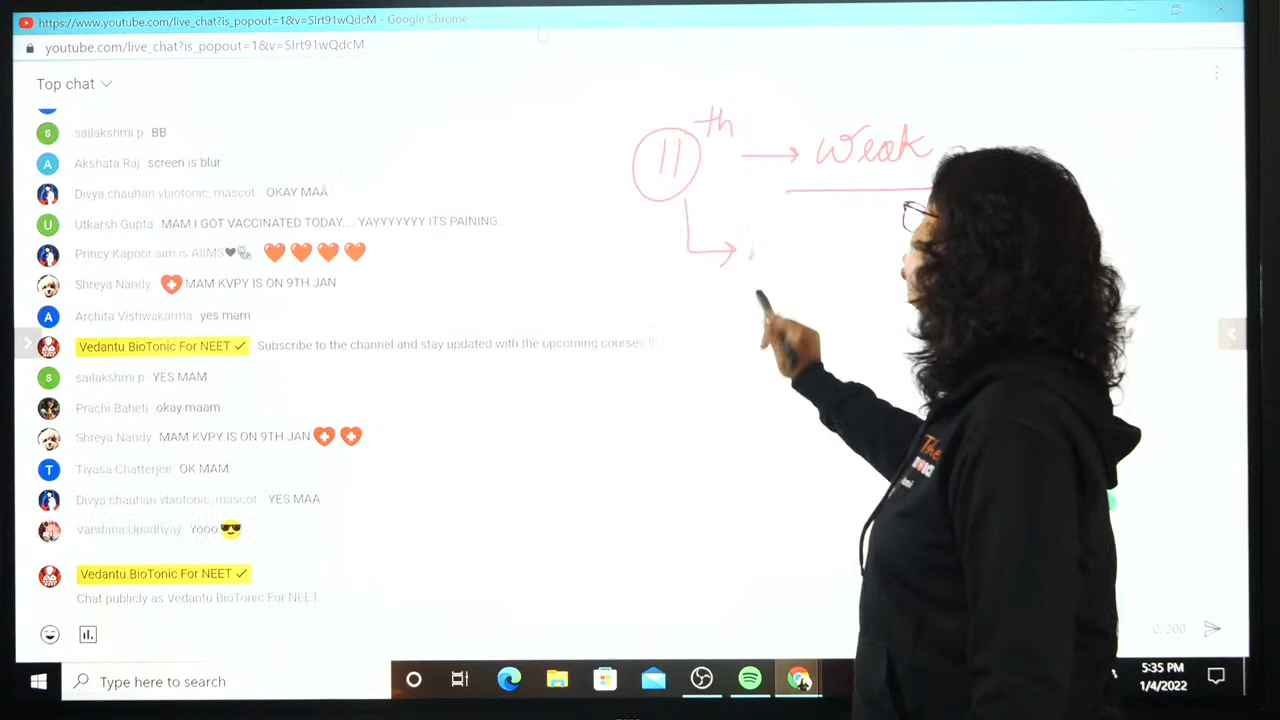 https://www.youtube.com/live_chat?is_popout=1&v=SIrt91wQdcM - Google Chrome
youtube.com/live_chat?is_popout=1&v=SIrt91wQdcM
Top chat
11th → Weak
S sailakshmi p BB
A Akshata Raj screen is blur
Divya chauhan vbiotonic_mascot OKAY MAA
U Utkarsh Gupta MAM I GOT VACCINATED TODAY.... YAYYYYYYY ITS PAINING
Princy Kapoor aim is AIIMS
Shreya Nandy MAM KVPY IS ON 9TH JAN
A Archita Vishwakarma yes mam
Vedantu BioTonic For NEET ✓ Subscribe to the channel and stay updated with the upcoming courses
S sailakshmi p YES MAM
Prachi Baheti okay maam
Shreya Nandy MAM KVPY IS ON 9TH JAN
T Tiyasa Chatterjee OK MAM
Divya chauhan vbiotonic_mascot YES MAA
Vandana Upadhyay Yooo 😎
Vedantu BioTonic For NEET ✓
Chat publicly as Vedantu BioTonic For NEET
0/200
The
Type here to search
5:35 PM
1/4/2022